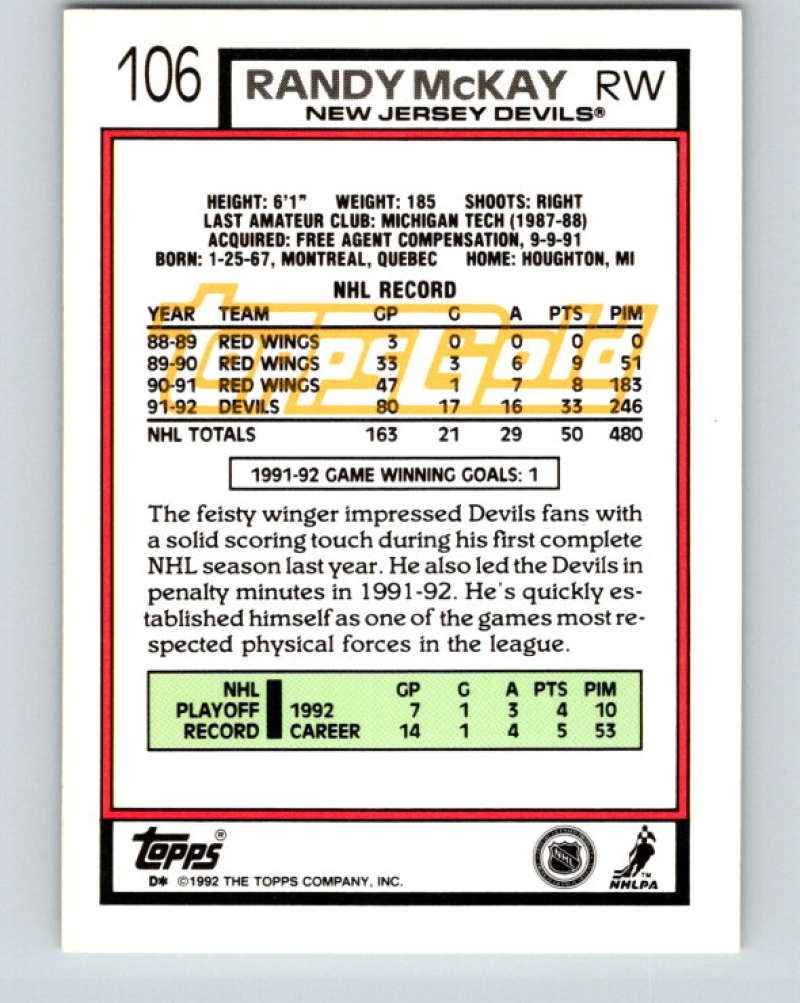 106 RANDY McKAY RW
NEW JERSEY DEVILS®
HEIGHT: 6'1" WEIGHT: 185 SHOOTS: RIGHT
LAST AMATEUR CLUB: MICHIGAN TECH (1987-88)
ACQUIRED: FREE AGENT COMPENSATION, 9-9-91
BORN: 1-25-67, MONTREAL, QUEBEC HOME: HOUGHTON, MI
NHL RECORD
YEAR TEAM GP G A PTS PIM
88-89 RED WINGS 3 0 0 0 0
89-90 RED WINGS 33 3 6 9 51
90-91 RED WINGS 47 1 7 8 183
91-92 DEVILS 80 17 16 33 246
NHL TOTALS 163 21 29 50 480
ToppsGold
1991-92 GAME WINNING GOALS: 1
The feisty winger impressed Devils fans with
a solid scoring touch during his first complete
NHL season last year. He also led the Devils in
penalty minutes in 1991-92. He's quickly es-
tablished himself as one of the games most re-
spected physical forces in the league.
NHL GP G A PTS PIM
PLAYOFF 1992 7 1 3 4 10
RECORD CAREER 14 1 4 5 53
Topps®
D* ©1992 THE TOPPS COMPANY, INC.
NHL
TM
NHLPA